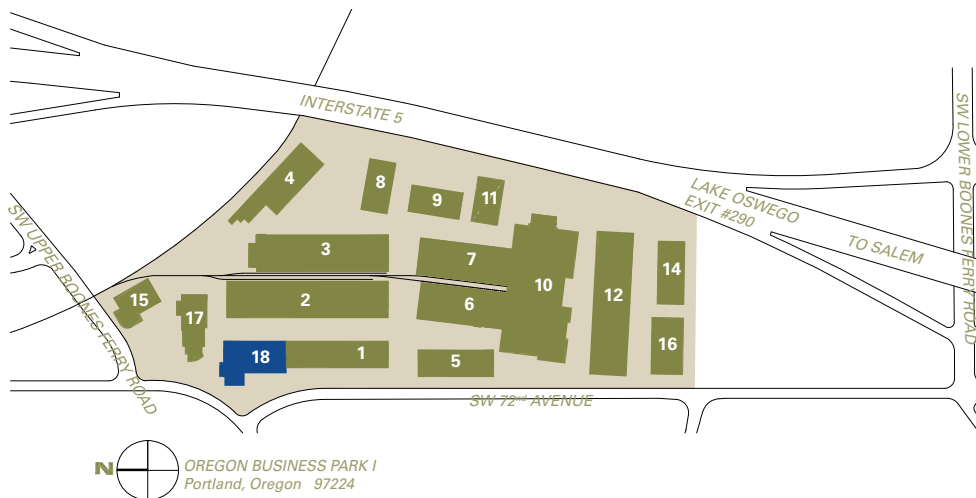 INTERSTATE 5
SW LOWER BOONES FERRY ROAD
LAKE OSWEGO
EXIT #290
TO SALEM
SW UPPER BOONES FERRY ROAD
4
8
9
11
3
7
10
12
14
15
17
2
6
16
18
1
5
SW 72nd AVENUE
N
OREGON BUSINESS PARK I
Portland, Oregon 97224